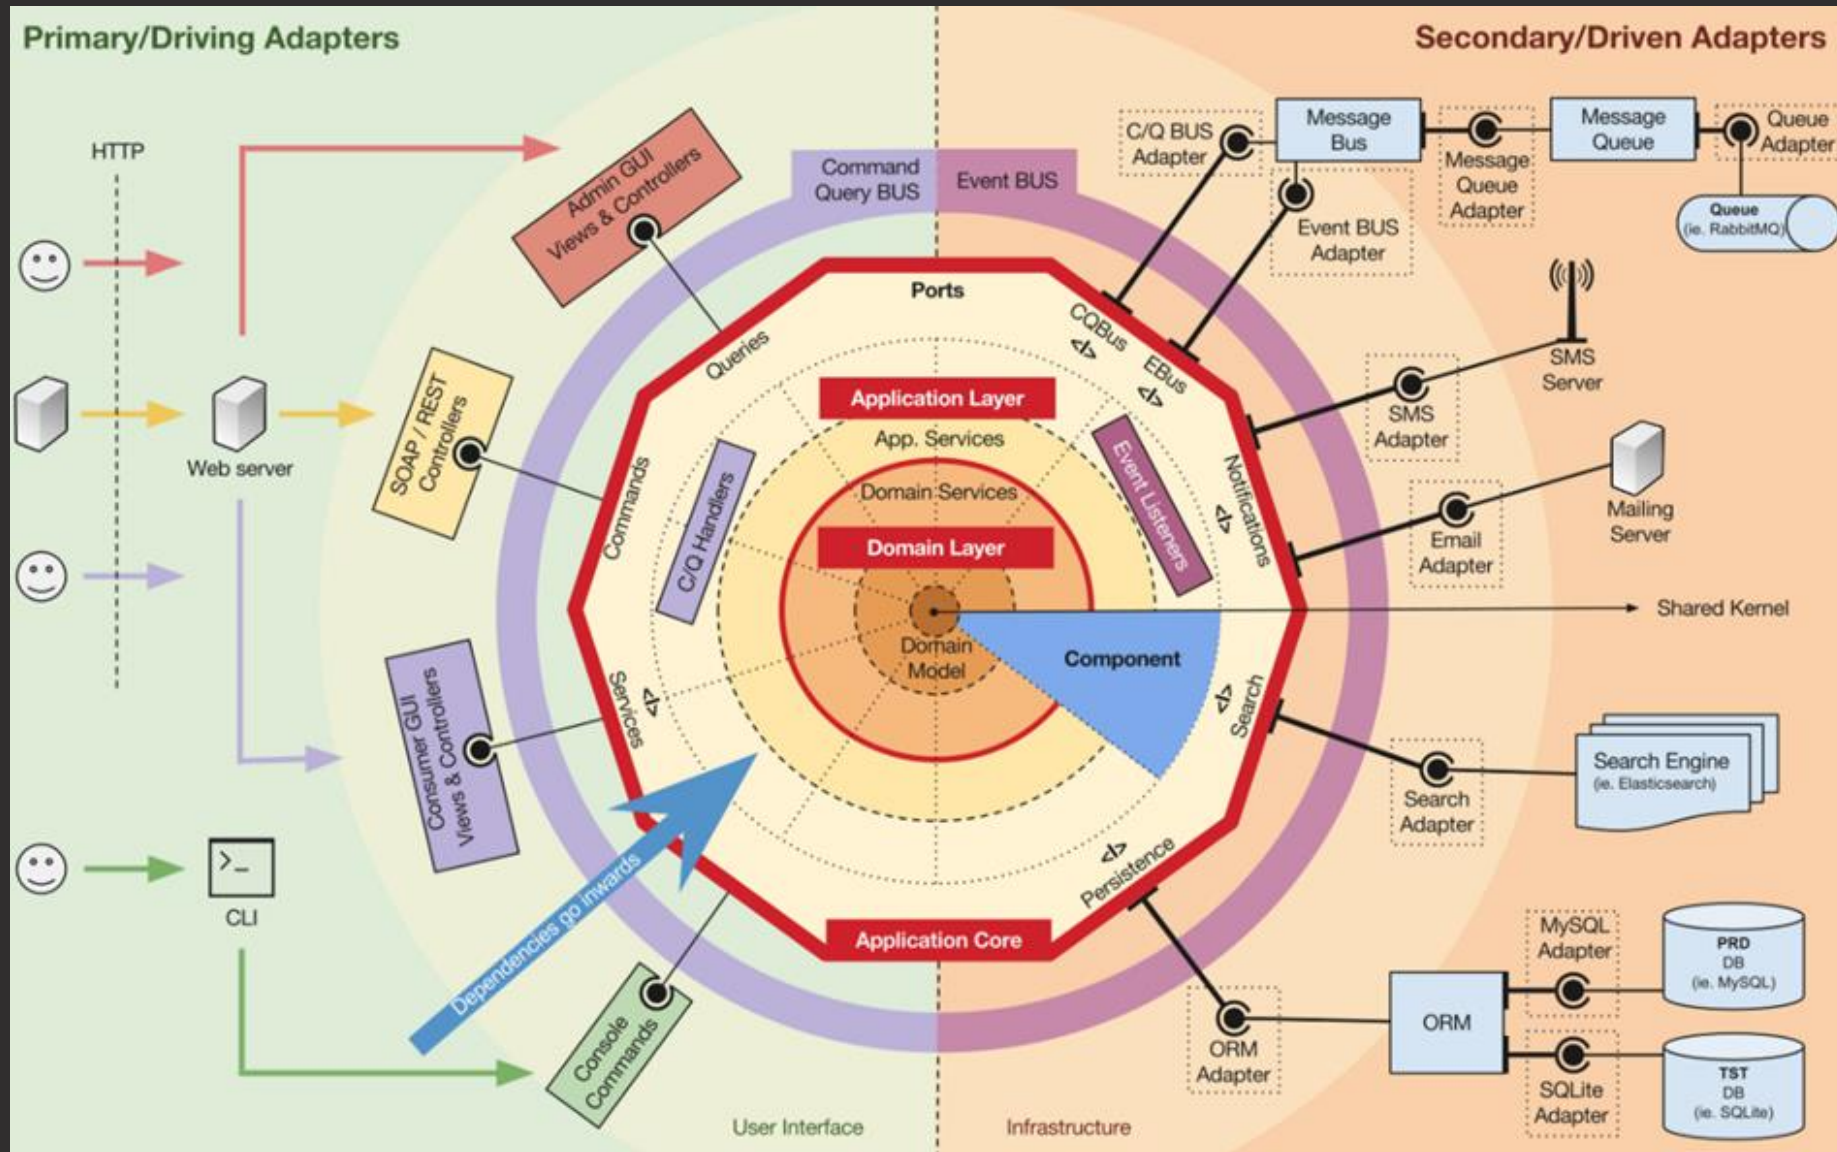 Primary/Driving Adapters
Secondary/Driven Adapters
HTTP
Admin GUI
Views & Controllers
Command
Query BUS
Event BUS
C/Q BUS
Adapter
Message
Bus
Message
Queue
Adapter
Message
Queue
Queue
Adapter
Event BUS
Adapter
Queue
(ie. RabbitMQ)
Ports
Queries
CQBus
</>
EBus
</>
SMS
Server
SMS
Adapter
SOAP / REST
Controllers
Web server
Application Layer
App. Services
Commands
C/Q Handlers
Event Listeners
Notifications
</>
Domain Services
Domain Layer
Email
Adapter
Mailing
Server
Shared Kernel
Domain
Model
Component
Consumer GUI
Views & Controllers
Services
</>
Search
</>
Search
Adapter
Search Engine
(ie. Elasticsearch)
Persistence
</>
>_
CLI
Dependencies go inwards
Application Core
Console
Commands
ORM
Adapter
ORM
MySQL
Adapter
PRD
DB
(ie. MySQL)
SQLite
Adapter
TST
DB
(ie. SQLite)
User Interface
Infrastructure